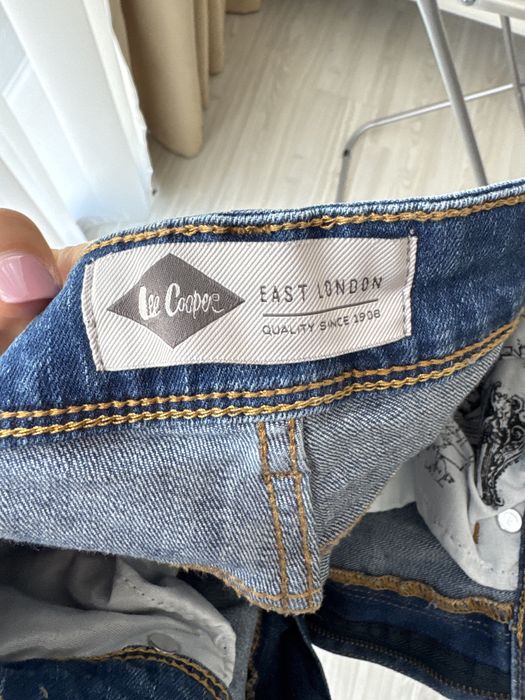 Lee Cooper
EAST LONDON
QUALITY SINCE 1908